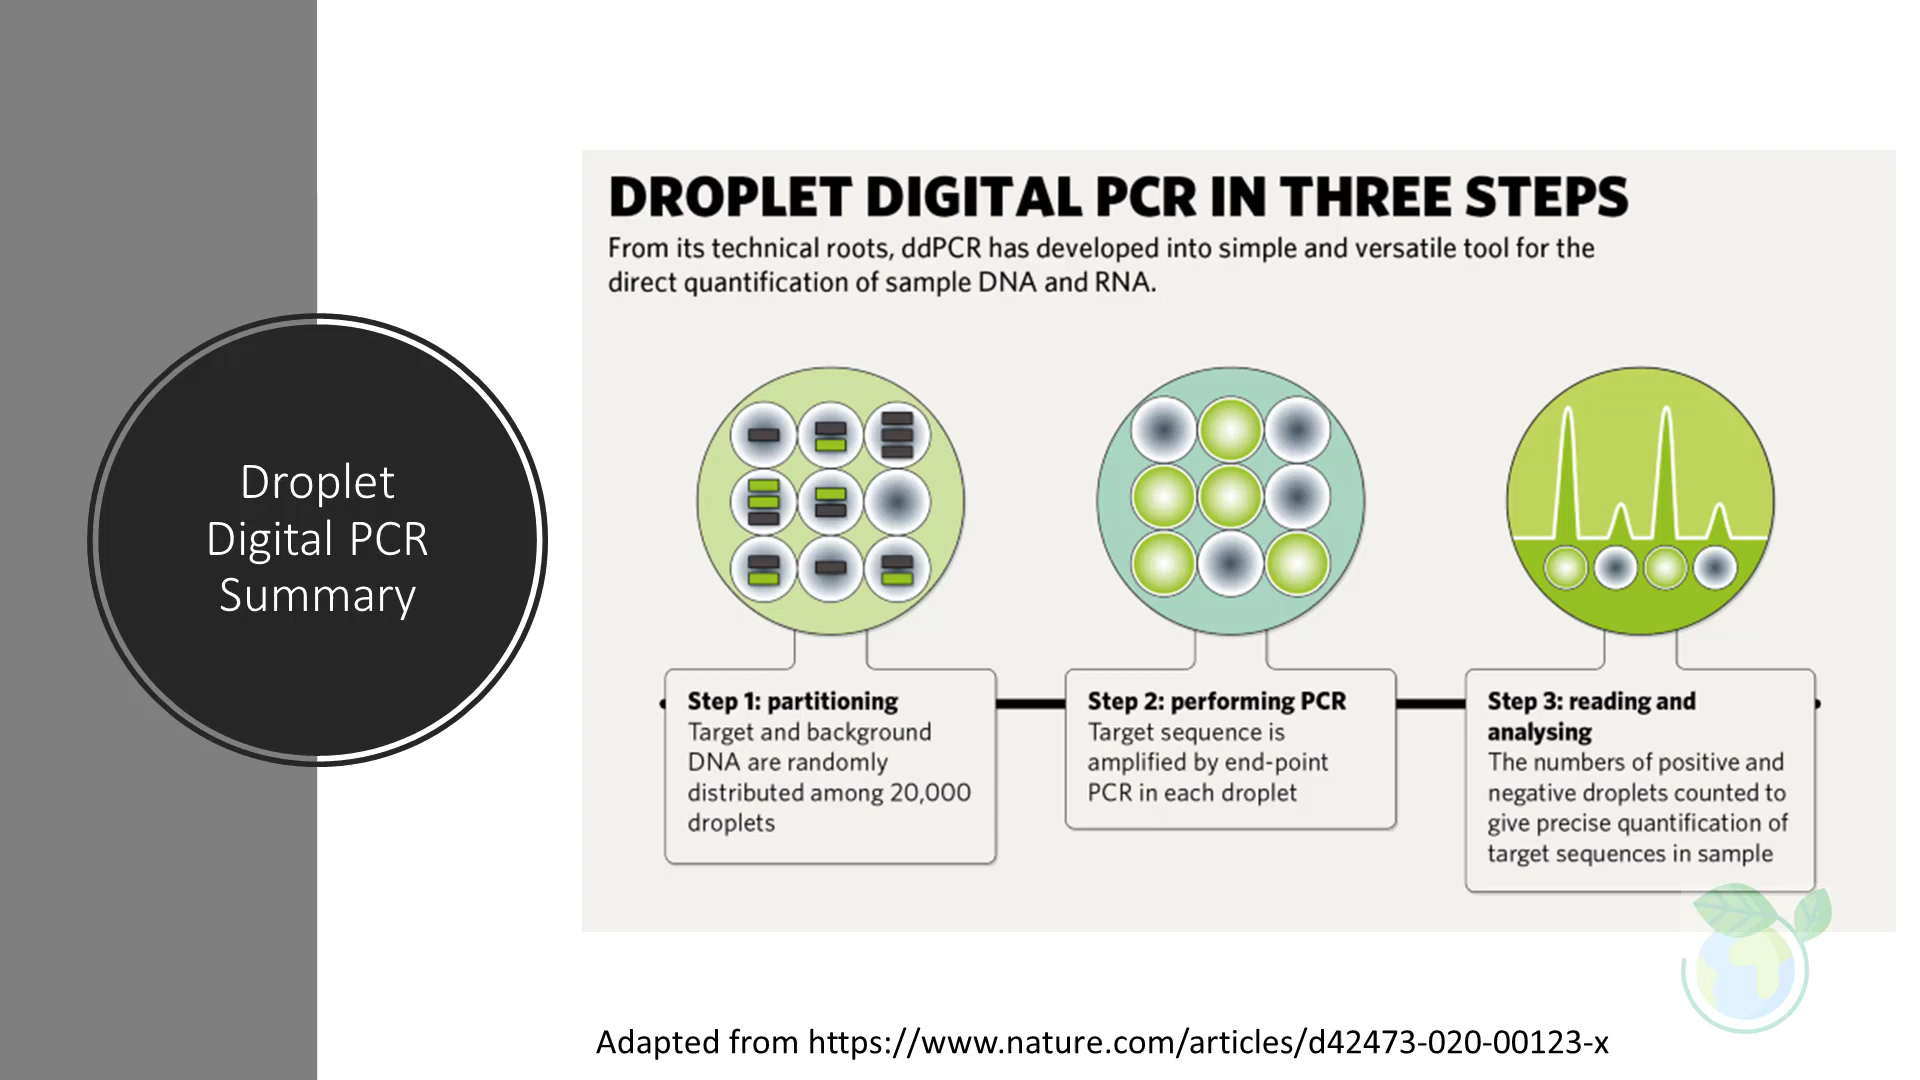 Droplet
Digital PCR
Summary
DROPLET DIGITAL PCR IN THREE STEPS
From its technical roots, ddPCR has developed into simple and versatile tool for the
direct quantification of sample DNA and RNA.
Step 1: partitioning
Target and background
DNA are randomly
distributed among 20,000
droplets
Step 2: performing PCR
Target sequence is
amplified by end-point
PCR in each droplet
Step 3: reading and
analysing
The numbers of positive and
negative droplets counted to
give precise quantification of
target sequences in sample
Adapted from https://www.nature.com/articles/d42473-020-00123-x